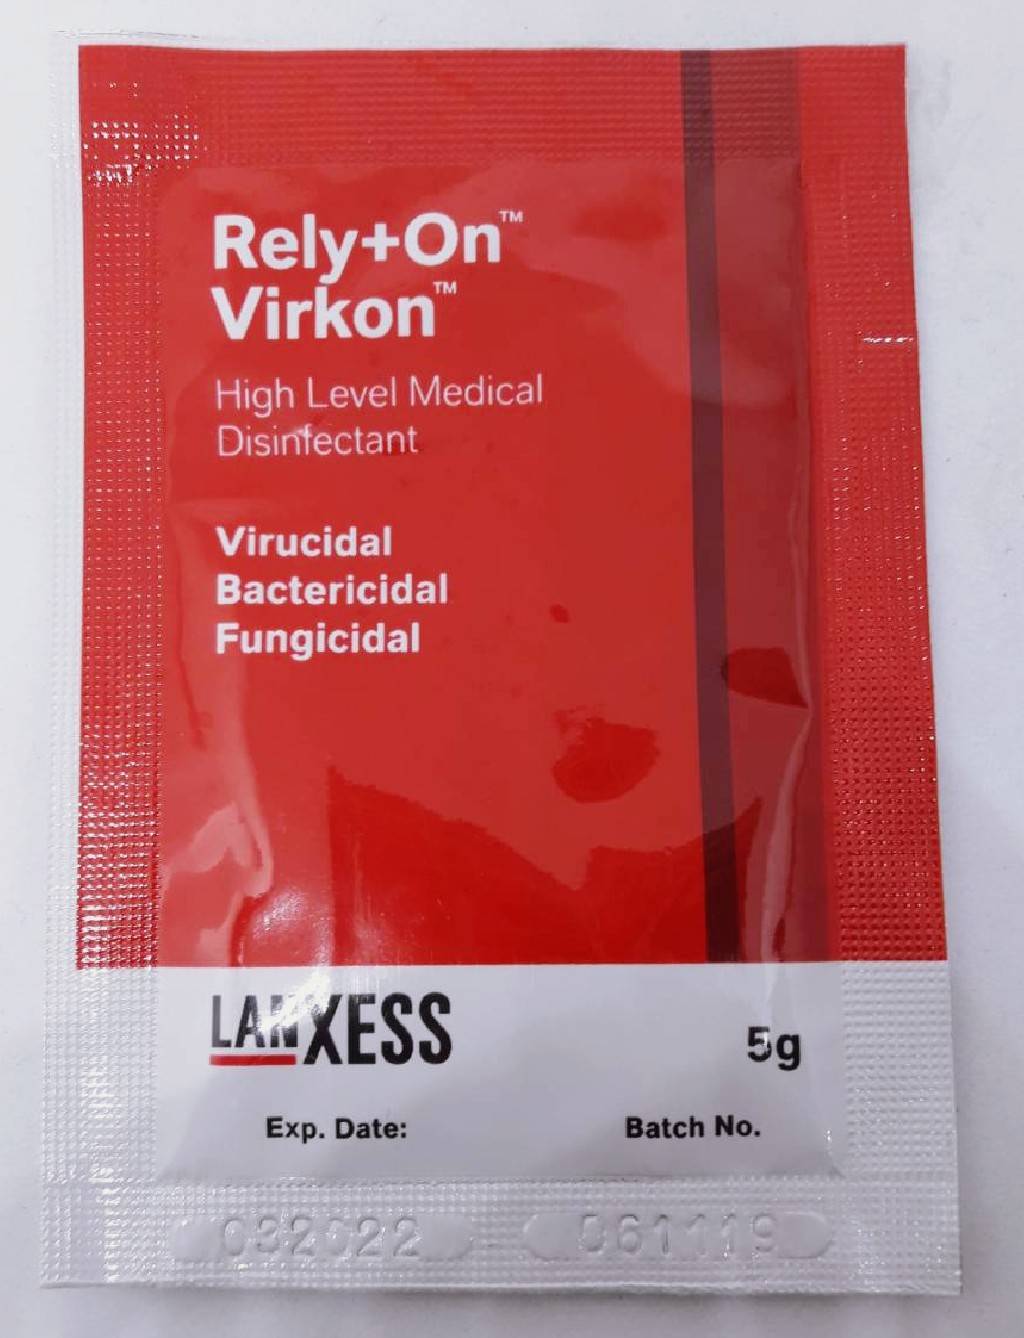 Rely+On™
Virkon™
High Level Medical
Disinfectant
Virucidal
Bactericidal
Fungicidal
LANXESS
5g
Exp. Date: Batch No.
032022 061119